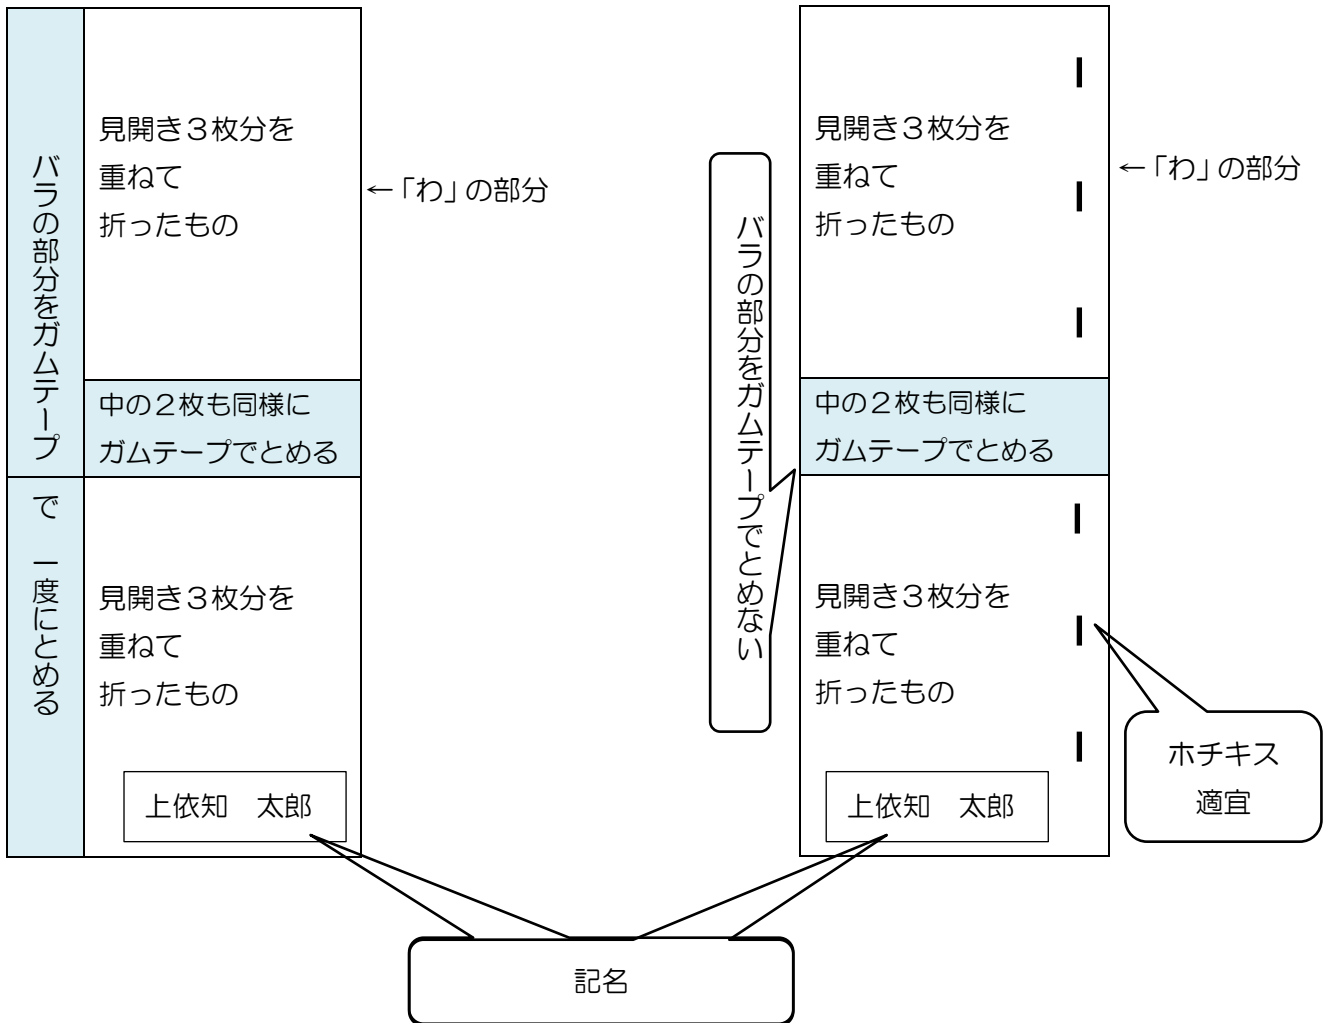 バラの部分をガムテープ
で　一度にとめる
見開き３枚分を
重ねて
折ったもの
←「わ」の部分
中の２枚も同様に
ガムテープでとめる
見開き３枚分を
重ねて
折ったもの
上依知　太郎
バラの部分をガムテープでとめない
見開き３枚分を
重ねて
折ったもの
←「わ」の部分
中の２枚も同様に
ガムテープでとめる
見開き３枚分を
重ねて
折ったもの
上依知　太郎
ホチキス
適宜
記名